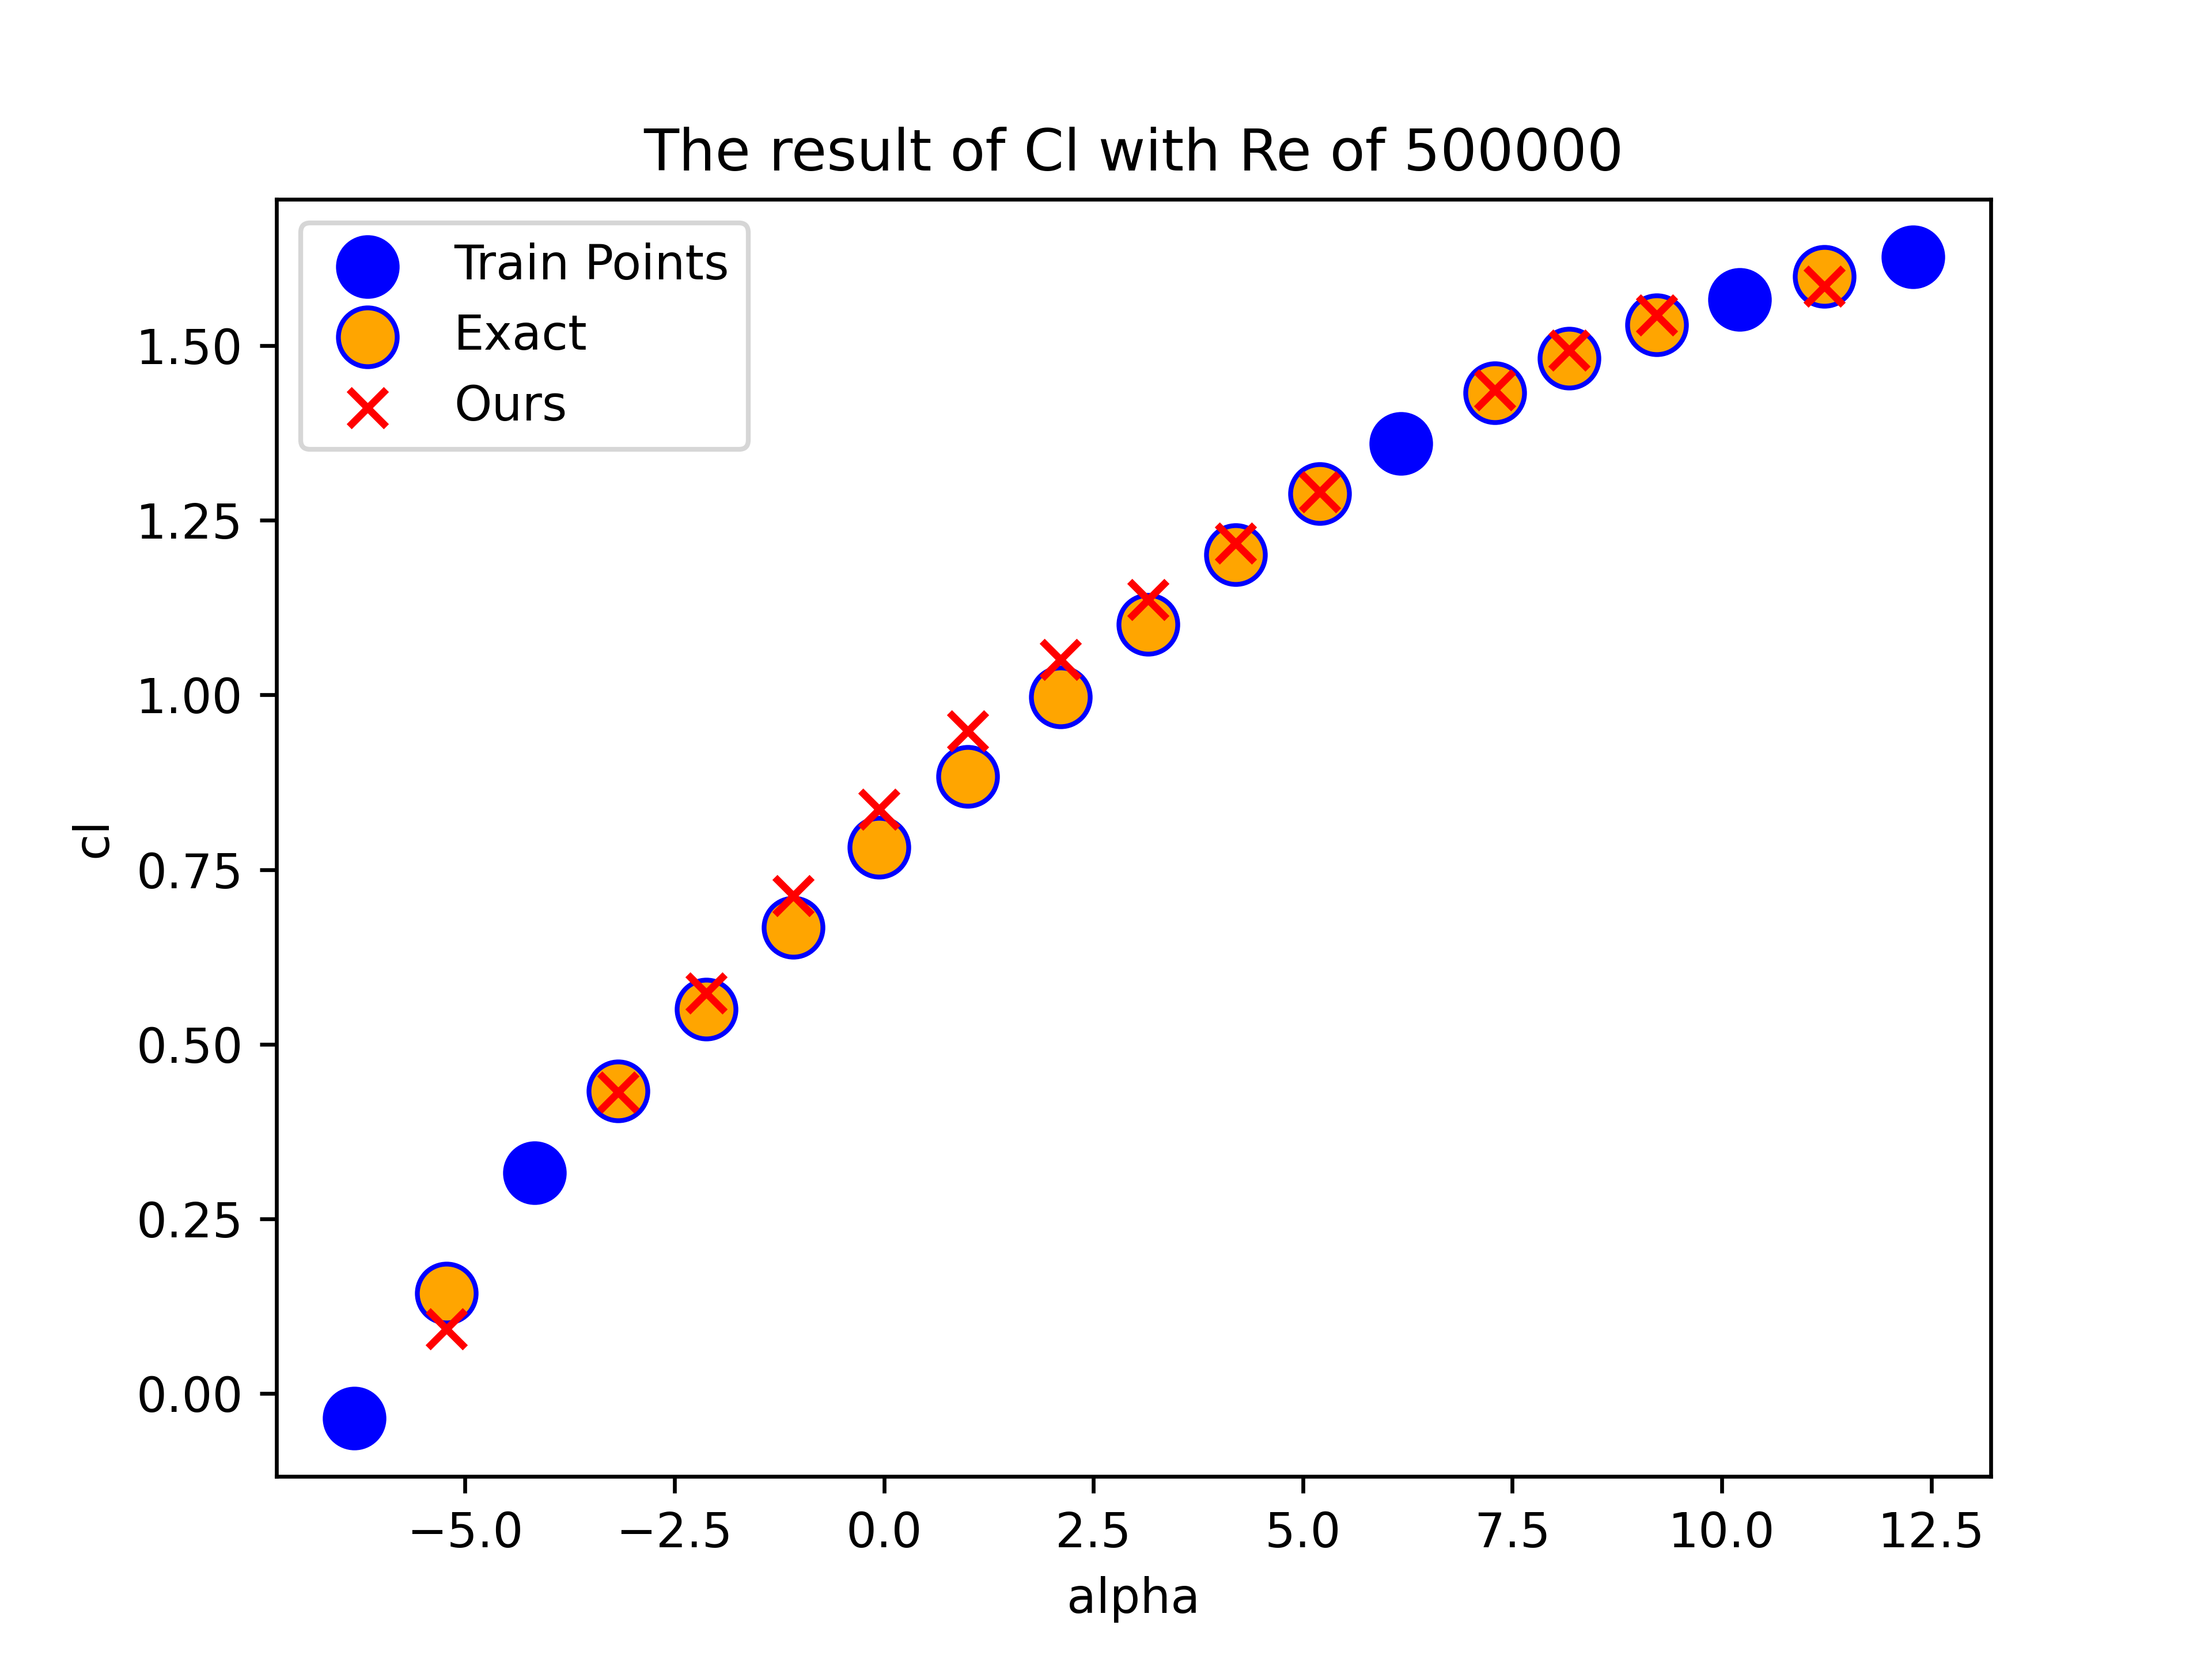 The result of Cl with Re of 500000
Train Points
Exact
Ours
1.50
1.25
1.00
0.75
0.50
0.25
0.00
cl
−5.0 −2.5 0.0 2.5 5.0 7.5 10.0 12.5
alpha